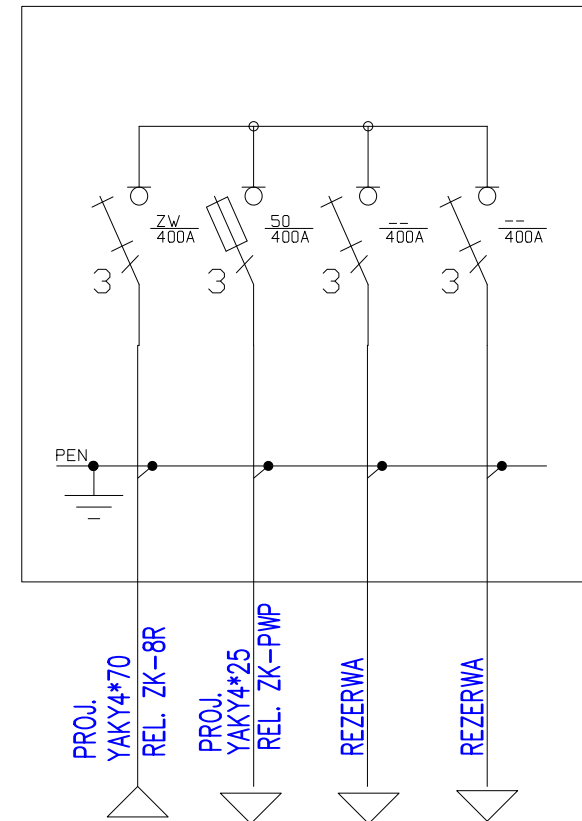 ZW
400A
50
400A
--
400A
--
400A
3
3
3
3
PEN
PROJ.
YAKY4*70
REL. ZK-8R
PROJ.
YAKY4*25
REL. ZK-PWP
REZERWA
REZERWA